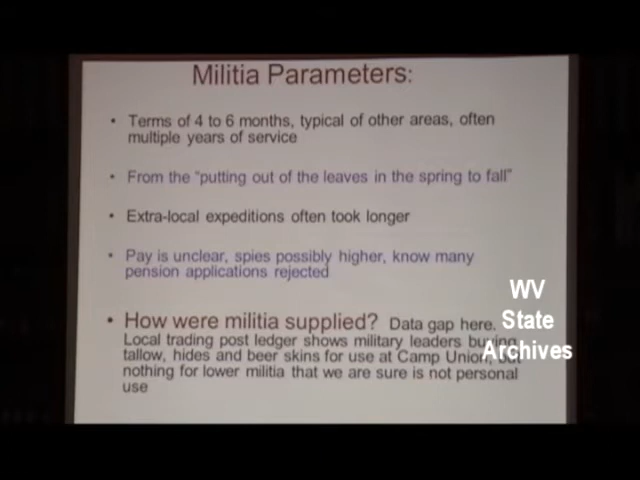 Militia Parameters:
• Terms of 4 to 6 months, typical of other areas, often
multiple years of service
• From the "putting out of the leaves in the spring to fall"
• Extra-local expeditions often took longer
• Pay is unclear, spies possibly higher, know many
pension applications rejected
• How were militia supplied? Data gap here.
Local trading post ledger shows military leaders buying
tallow, hides and beer skins for use at Camp Union, but
nothing for lower militia that we are sure is not personal
use
WV
State
Archives